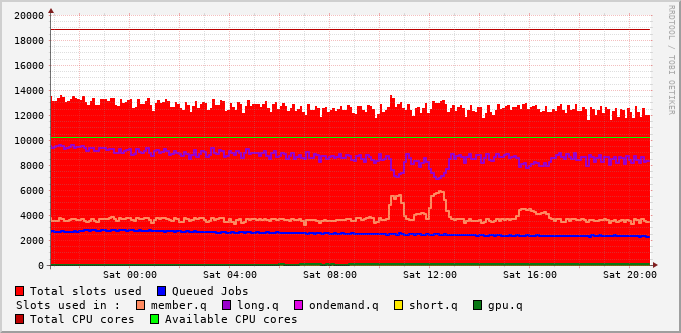 RRDTOOL / TOBI OETIKER
20000
18000
16000
14000
12000
10000
8000
6000
4000
2000
0
Sat 00:00 Sat 04:00 Sat 08:00 Sat 12:00 Sat 16:00 Sat 20:00
Total slots used Queued Jobs
Slots used in : member.q long.q ondemand.q short.q gpu.q
Total CPU cores Available CPU cores